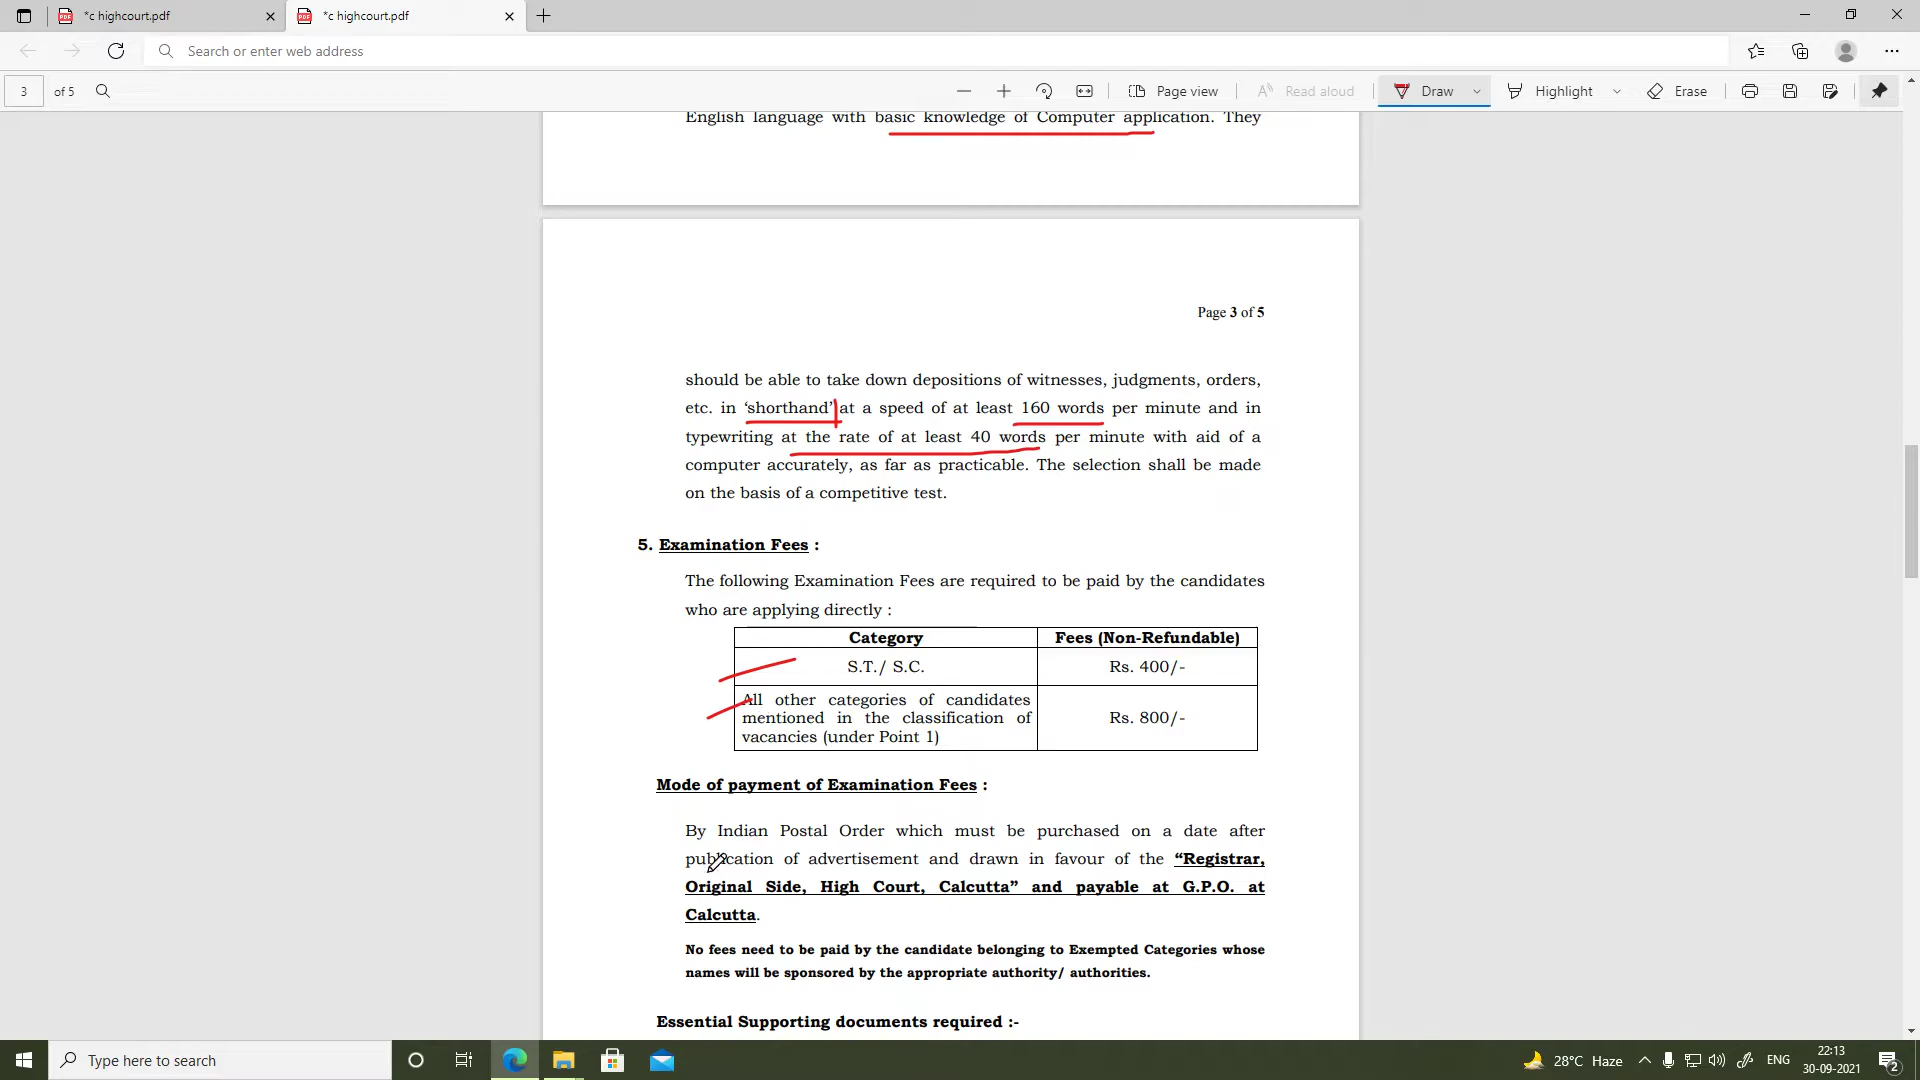 *c highcourt.pdf
*c highcourt.pdf
Search or enter web address
3 of 5
Page view
Read aloud
Draw
Highlight
Erase
English language with basic knowledge of Computer application. They
Page 3 of 5
should be able to take down depositions of witnesses, judgments, orders,
etc. in ‘shorthand’ at a speed of at least 160 words per minute and in
typewriting at the rate of at least 40 words per minute with aid of a
computer accurately, as far as practicable. The selection shall be made
on the basis of a competitive test.
5. Examination Fees :
The following Examination Fees are required to be paid by the candidates
who are applying directly :
Category Fees (Non-Refundable)
S.T./ S.C. Rs. 400/-
All other categories of candidates
mentioned in the classification of
vacancies (under Point 1)
Rs. 800/-
Mode of payment of Examination Fees :
By Indian Postal Order which must be purchased on a date after
publication of advertisement and drawn in favour of the “Registrar,
Original Side, High Court, Calcutta” and payable at G.P.O. at
Calcutta.
No fees need to be paid by the candidate belonging to Exempted Categories whose
names will be sponsored by the appropriate authority/ authorities.
Essential Supporting documents required :-
Type here to search
28°C Haze
ENG
22:13
30-09-2021
2